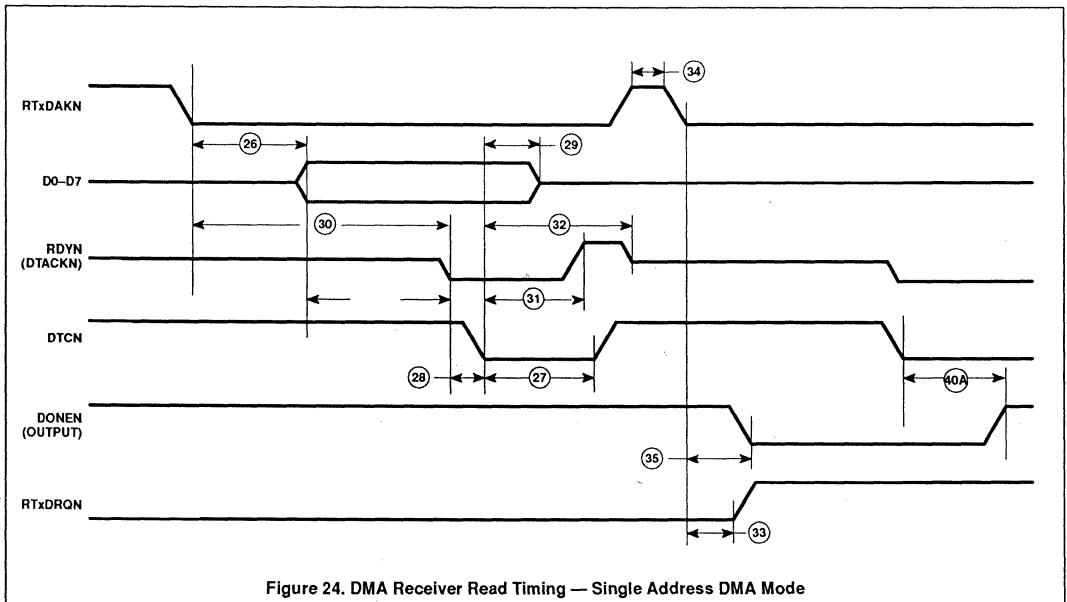 34
RTxDAKN
26
29
D0–D7
30
32
RDYN
(DTACKN)
31
DTCN
28
27
40A
DONEN
(OUTPUT)
35
RTxDRQN
33
Figure 24. DMA Receiver Read Timing — Single Address DMA Mode